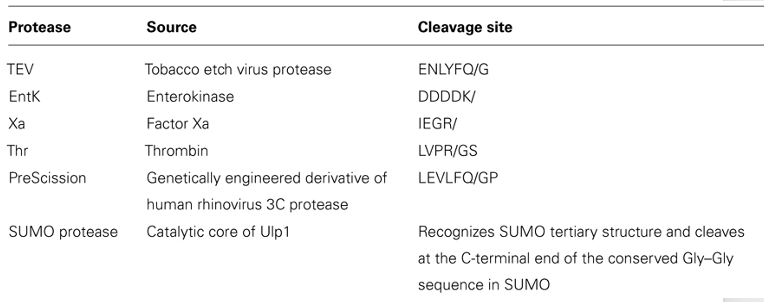 Protease Source Cleavage site
TEV Tobacco etch virus protease ENLYFQ/G
EntK Enterokinase DDDDK/
Xa Factor Xa IEGR/
Thr Thrombin LVPR/GS
PreScission Genetically engineered derivative of LEVLFQ/GP
human rhinovirus 3C protease
SUMO protease Catalytic core of Ulp1 Recognizes SUMO tertiary structure and cleaves
at the C-terminal end of the conserved Gly–Gly
sequence in SUMO